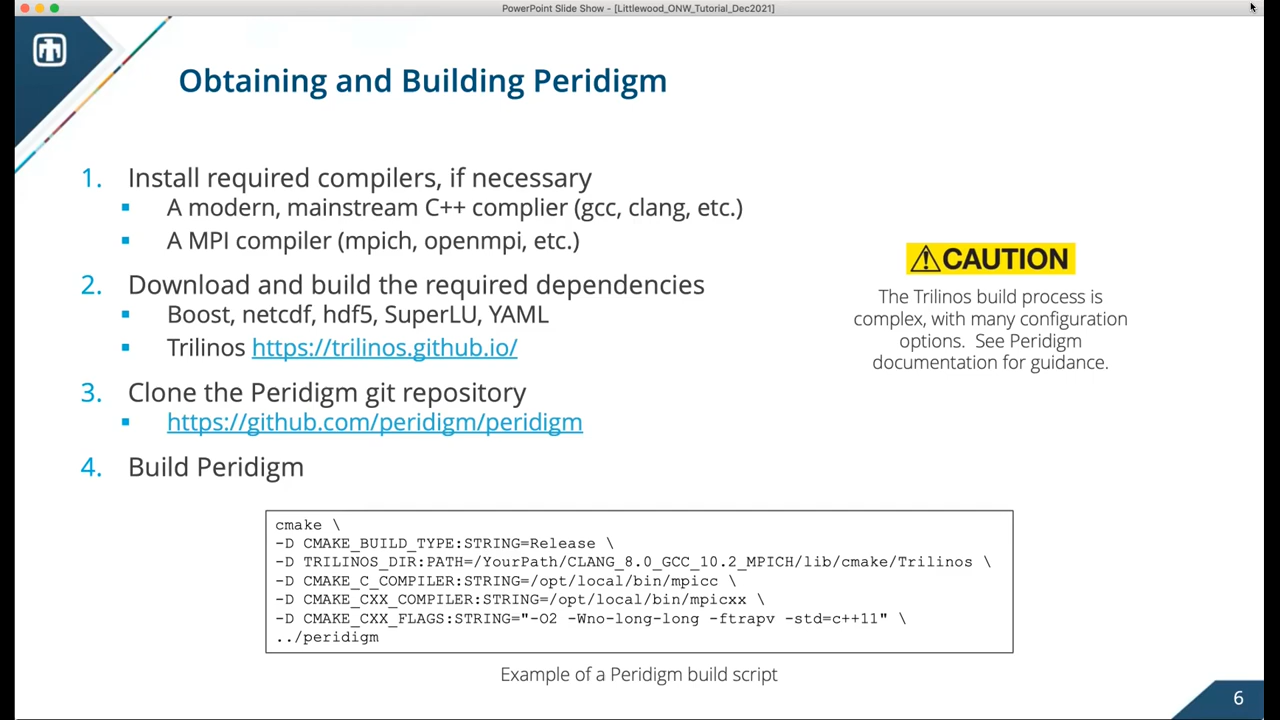 PowerPoint Slide Show - [Littlewood_ONW_Tutorial_Dec2021]
Obtaining and Building Peridigm
1. Install required compilers, if necessary
▪ A modern, mainstream C++ complier (gcc, clang, etc.)
▪ A MPI compiler (mpich, openmpi, etc.)
2. Download and build the required dependencies
▪ Boost, netcdf, hdf5, SuperLU, YAML
▪ Trilinos https://trilinos.github.io/
3. Clone the Peridigm git repository
▪ https://github.com/peridigm/peridigm
4. Build Peridigm
CAUTION
The Trilinos build process is
complex, with many configuration
options. See Peridigm
documentation for guidance.
cmake \
-D CMAKE_BUILD_TYPE:STRING=Release \
-D TRILINOS_DIR:PATH=/YourPath/CLANG_8.0_GCC_10.2_MPICH/lib/cmake/Trilinos \
-D CMAKE_C_COMPILER:STRING=/opt/local/bin/mpicc \
-D CMAKE_CXX_COMPILER:STRING=/opt/local/bin/mpicxx \
-D CMAKE_CXX_FLAGS:STRING="-O2 -Wno-long-long -ftrapv -std=c++11" \
../peridigm
Example of a Peridigm build script
6